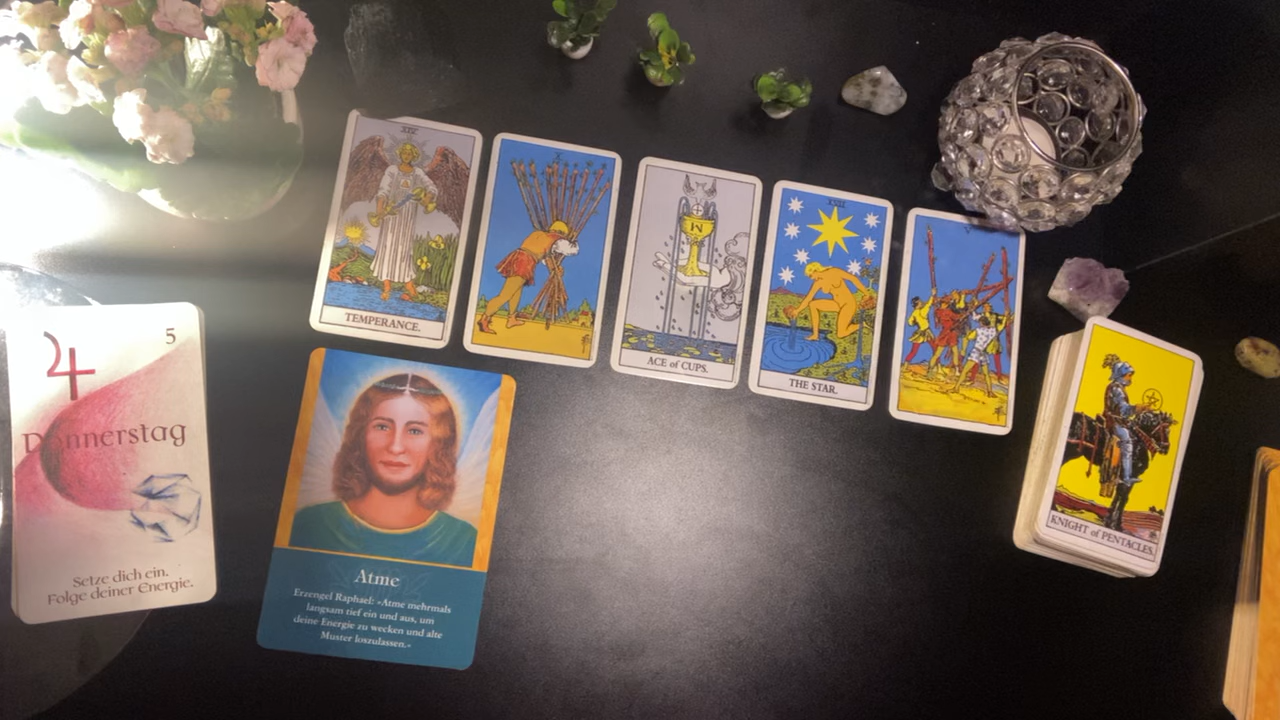 XIV
TEMPERANCE.
X
ACE of CUPS.
XVII
THE STAR.
V
KNIGHT of PENTACLES.
5
Donnerstag
Setze dich ein.
Folge deiner Energie.
Atme
Erzengel Raphael: »Atme mehrmals
langsam tief ein und aus, um
deine Energie zu wecken und alte
Muster loszulassen.«